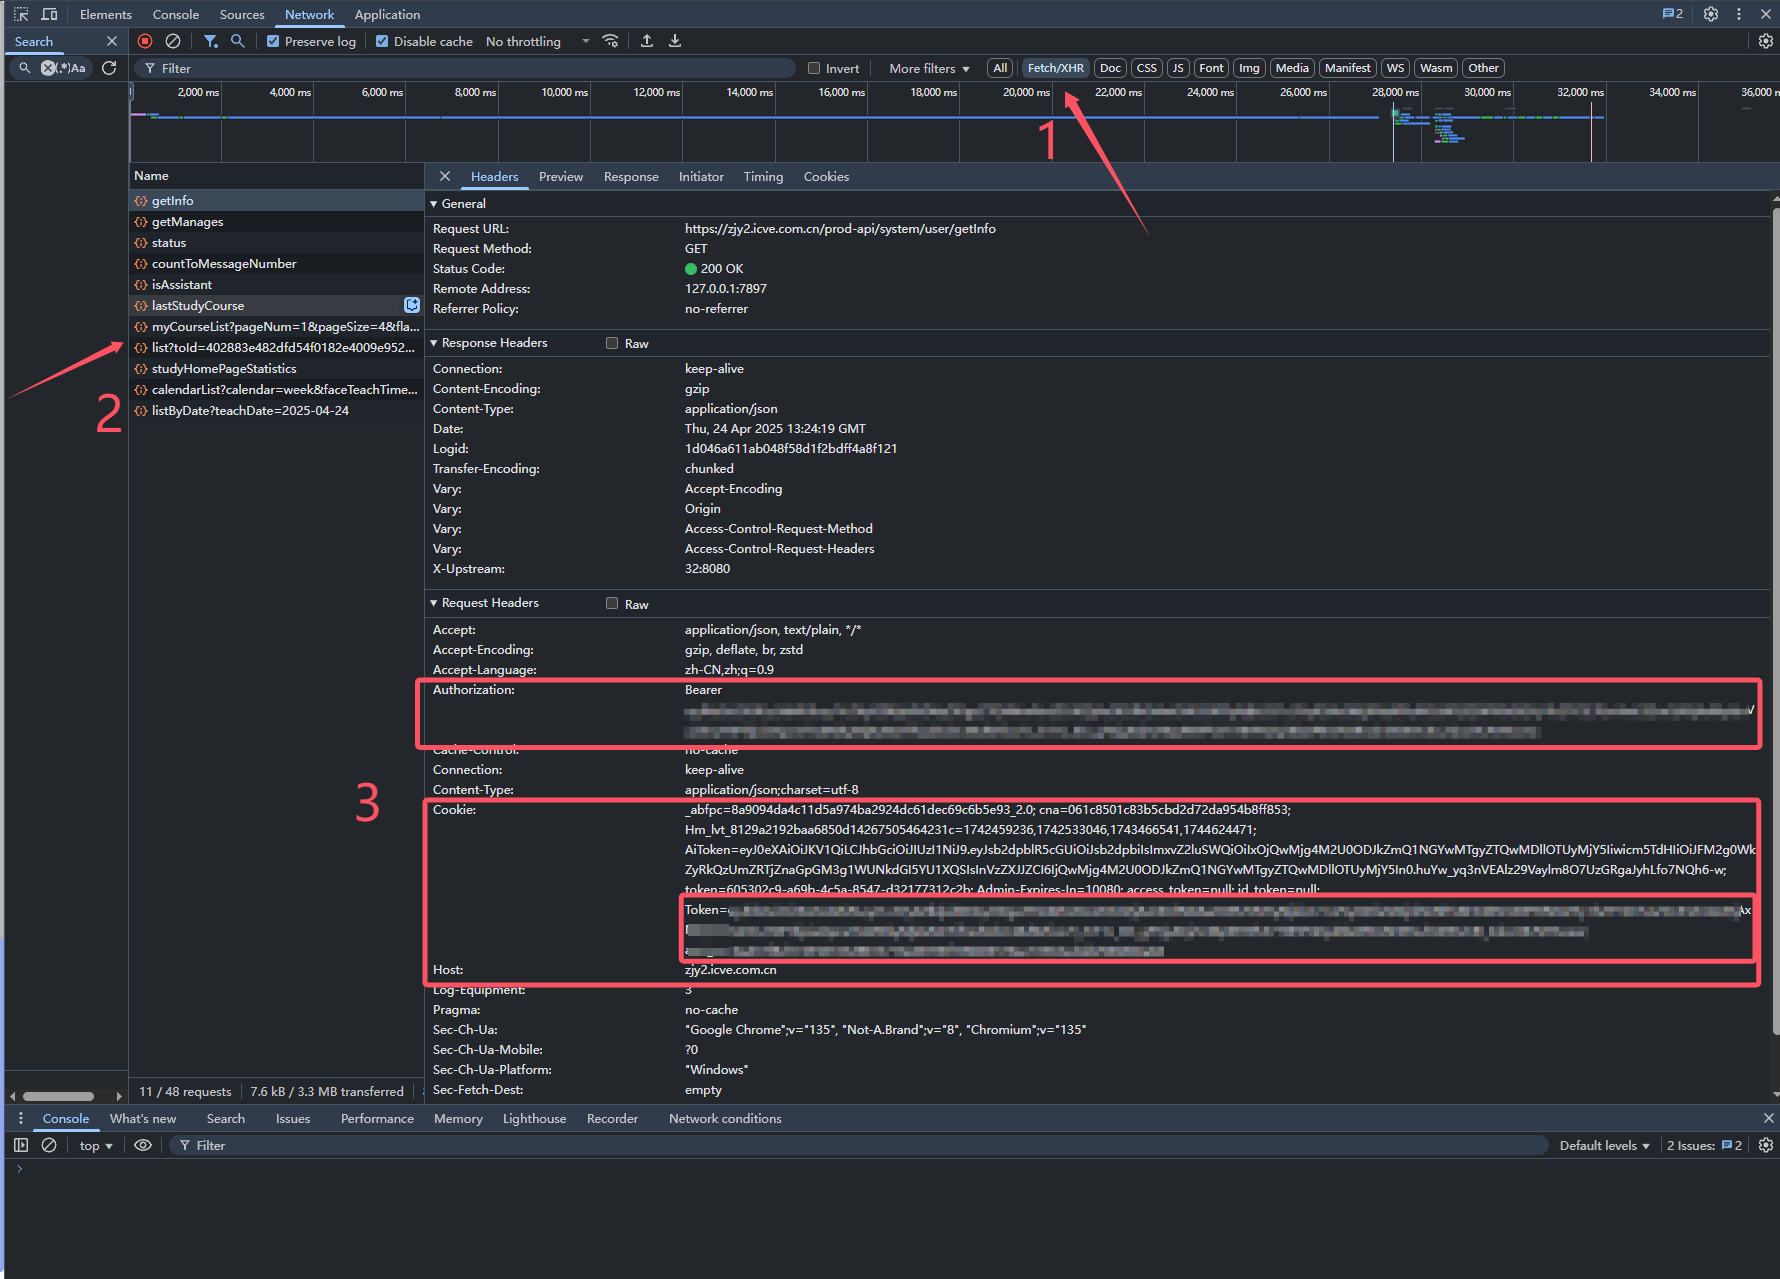 Elements Console Sources Network Application 2
Search Preserve log Disable cache No throttling
(.*) Aa Filter Invert More filters All Fetch/XHR Doc CSS JS Font Img Media Manifest WS Wasm Other
2,000 ms 4,000 ms 6,000 ms 8,000 ms 10,000 ms 12,000 ms 14,000 ms 16,000 ms 18,000 ms 20,000 ms 22,000 ms 24,000 ms 26,000 ms 28,000 ms 30,000 ms 32,000 ms 34,000 ms 36,000 m
1
Name
getInfo
getManages
status
countToMessageNumber
isAssistant
lastStudyCourse
myCourseList?pageNum=1&pageSize=4&fla...
list?toId=402883e482dfd54f0182e4009e952...
studyHomePageStatistics
calendarList?calendar=week&faceTeachTime...
listByDate?teachDate=2025-04-24
2
11 / 48 requests 7.6 kB / 3.3 MB transferred
Headers Preview Response Initiator Timing Cookies
General
Request URL: https://zjy2.icve.com.cn/prod-api/system/user/getInfo
Request Method: GET
Status Code: 200 OK
Remote Address: 127.0.0.1:7897
Referrer Policy: no-referrer
Response Headers Raw
Connection: keep-alive
Content-Encoding: gzip
Content-Type: application/json
Date: Thu, 24 Apr 2025 13:24:19 GMT
Logid: 1d046a611ab048f58d1f2bdff4a8f121
Transfer-Encoding: chunked
Vary: Accept-Encoding
Vary: Origin
Vary: Access-Control-Request-Method
Vary: Access-Control-Request-Headers
X-Upstream: 32:8080
Request Headers Raw
Accept: application/json, text/plain, */*
Accept-Encoding: gzip, deflate, br, zstd
Accept-Language: zh-CN,zh;q=0.9
Authorization: Bearer
Cache-Control: no-cache
Connection: keep-alive
Content-Type: application/json;charset=utf-8
3
Cookie: _abfpc=8a9094da4c11d5a974ba2924dc61dec69c6b5e93_2.0; cna=061c8501c83b5cbd2d72da954b8ff853;
Hm_lvt_8129a2192baa6850d14267505464231c=1742459236,1742533046,1743466541,1744624471;
AiToken=eyJ0eXAiOiJKV1QiLCJhbGciOiJIUzI1NiJ9.eyJsb2dpblR5cGUiOiJsb2dpbiIsImxvZ2luSWQiOiIxOjQwMjg4M2U0ODJkZmQ1NGYwMTgyZTQwMDllOTUyMjY5Iiwicm5TdHIiOiJFM2g0Wk
ZyRkQzUmZRTjZnaGpGM3g1WUNkdGI5YU1XQSIsInVzZXJJZCI6IjQwMjg4M2U0ODJkZmQ1NGYwMTgyZTQwMDllOTUyMjY5In0.huYw_yq3nVEAlz29Vaylm8O7UzGRgaJyhLfo7NQh6-w;
token=605302c9-a69b-4c5a-8547-d32177312c2b; Admin-Expires-In=10080; access_token=null; id_token=null;
Token=
Host: zjy2.icve.com.cn
Log-Equipment: 3
Pragma: no-cache
Sec-Ch-Ua: "Google Chrome";v="135", "Not-A.Brand";v="8", "Chromium";v="135"
Sec-Ch-Ua-Mobile: ?0
Sec-Ch-Ua-Platform: "Windows"
Sec-Fetch-Dest: empty
Console What's new Search Issues Performance Memory Lighthouse Recorder Network conditions
top Filter Default levels 2 Issues: 2